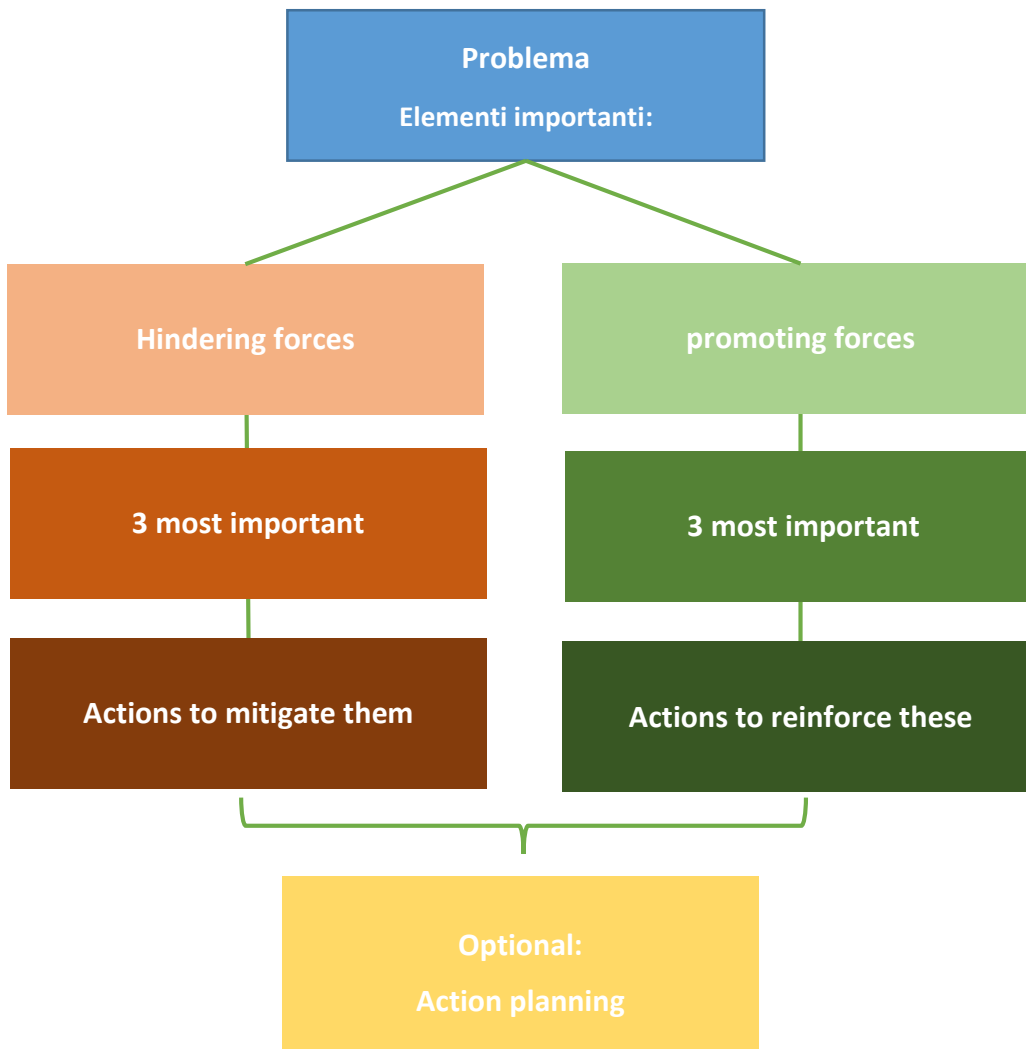 Problema
Elementi importanti:
Hindering forces
promoting forces
3 most important
3 most important
Actions to mitigate them
Actions to reinforce these
Optional:
Action planning